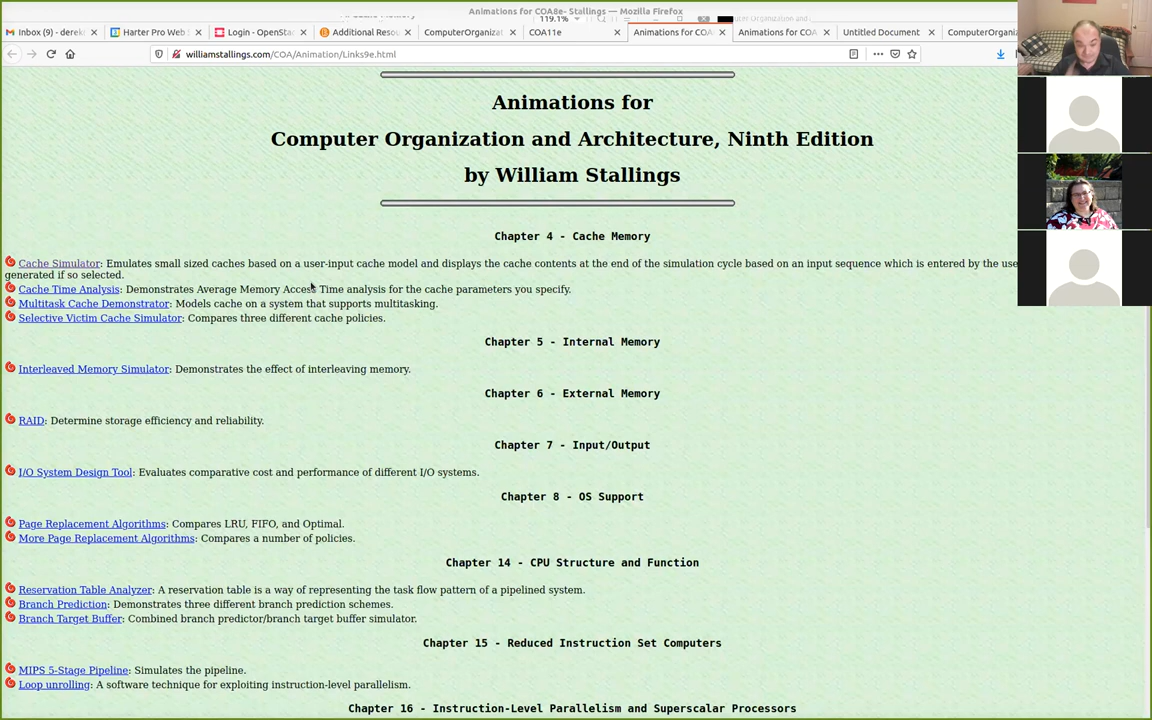 Animations for COA8e- Stallings — Mozilla Firefox
119.1%
Inbox (9) - derek
Harter Pro Web
Login - OpenSta
Additional Resou
ComputerOrganizat
COA11e
Animations for COA
Animations for COA
Untitled Document
ComputerOrgani
williamstallings.com/COA/Animation/Links9e.html
Animations for
Computer Organization and Architecture, Ninth Edition
by William Stallings
Chapter 4 - Cache Memory
Cache Simulator: Emulates small sized caches based on a user-input cache model and displays the cache contents at the end of the simulation cycle based on an input sequence which is entered by the use
generated if so selected.
Cache Time Analysis: Demonstrates Average Memory Access Time analysis for the cache parameters you specify.
Multitask Cache Demonstrator: Models cache on a system that supports multitasking.
Selective Victim Cache Simulator: Compares three different cache policies.
Chapter 5 - Internal Memory
Interleaved Memory Simulator: Demonstrates the effect of interleaving memory.
Chapter 6 - External Memory
RAID: Determine storage efficiency and reliability.
Chapter 7 - Input/Output
I/O System Design Tool: Evaluates comparative cost and performance of different I/O systems.
Chapter 8 - OS Support
Page Replacement Algorithms: Compares LRU, FIFO, and Optimal.
More Page Replacement Algorithms: Compares a number of policies.
Chapter 14 - CPU Structure and Function
Reservation Table Analyzer: A reservation table is a way of representing the task flow pattern of a pipelined system.
Branch Prediction: Demonstrates three different branch prediction schemes.
Branch Target Buffer: Combined branch predictor/branch target buffer simulator.
Chapter 15 - Reduced Instruction Set Computers
MIPS 5-Stage Pipeline: Simulates the pipeline.
Loop unrolling: A software technique for exploiting instruction-level parallelism.
Chapter 16 - Instruction-Level Parallelism and Superscalar Processors